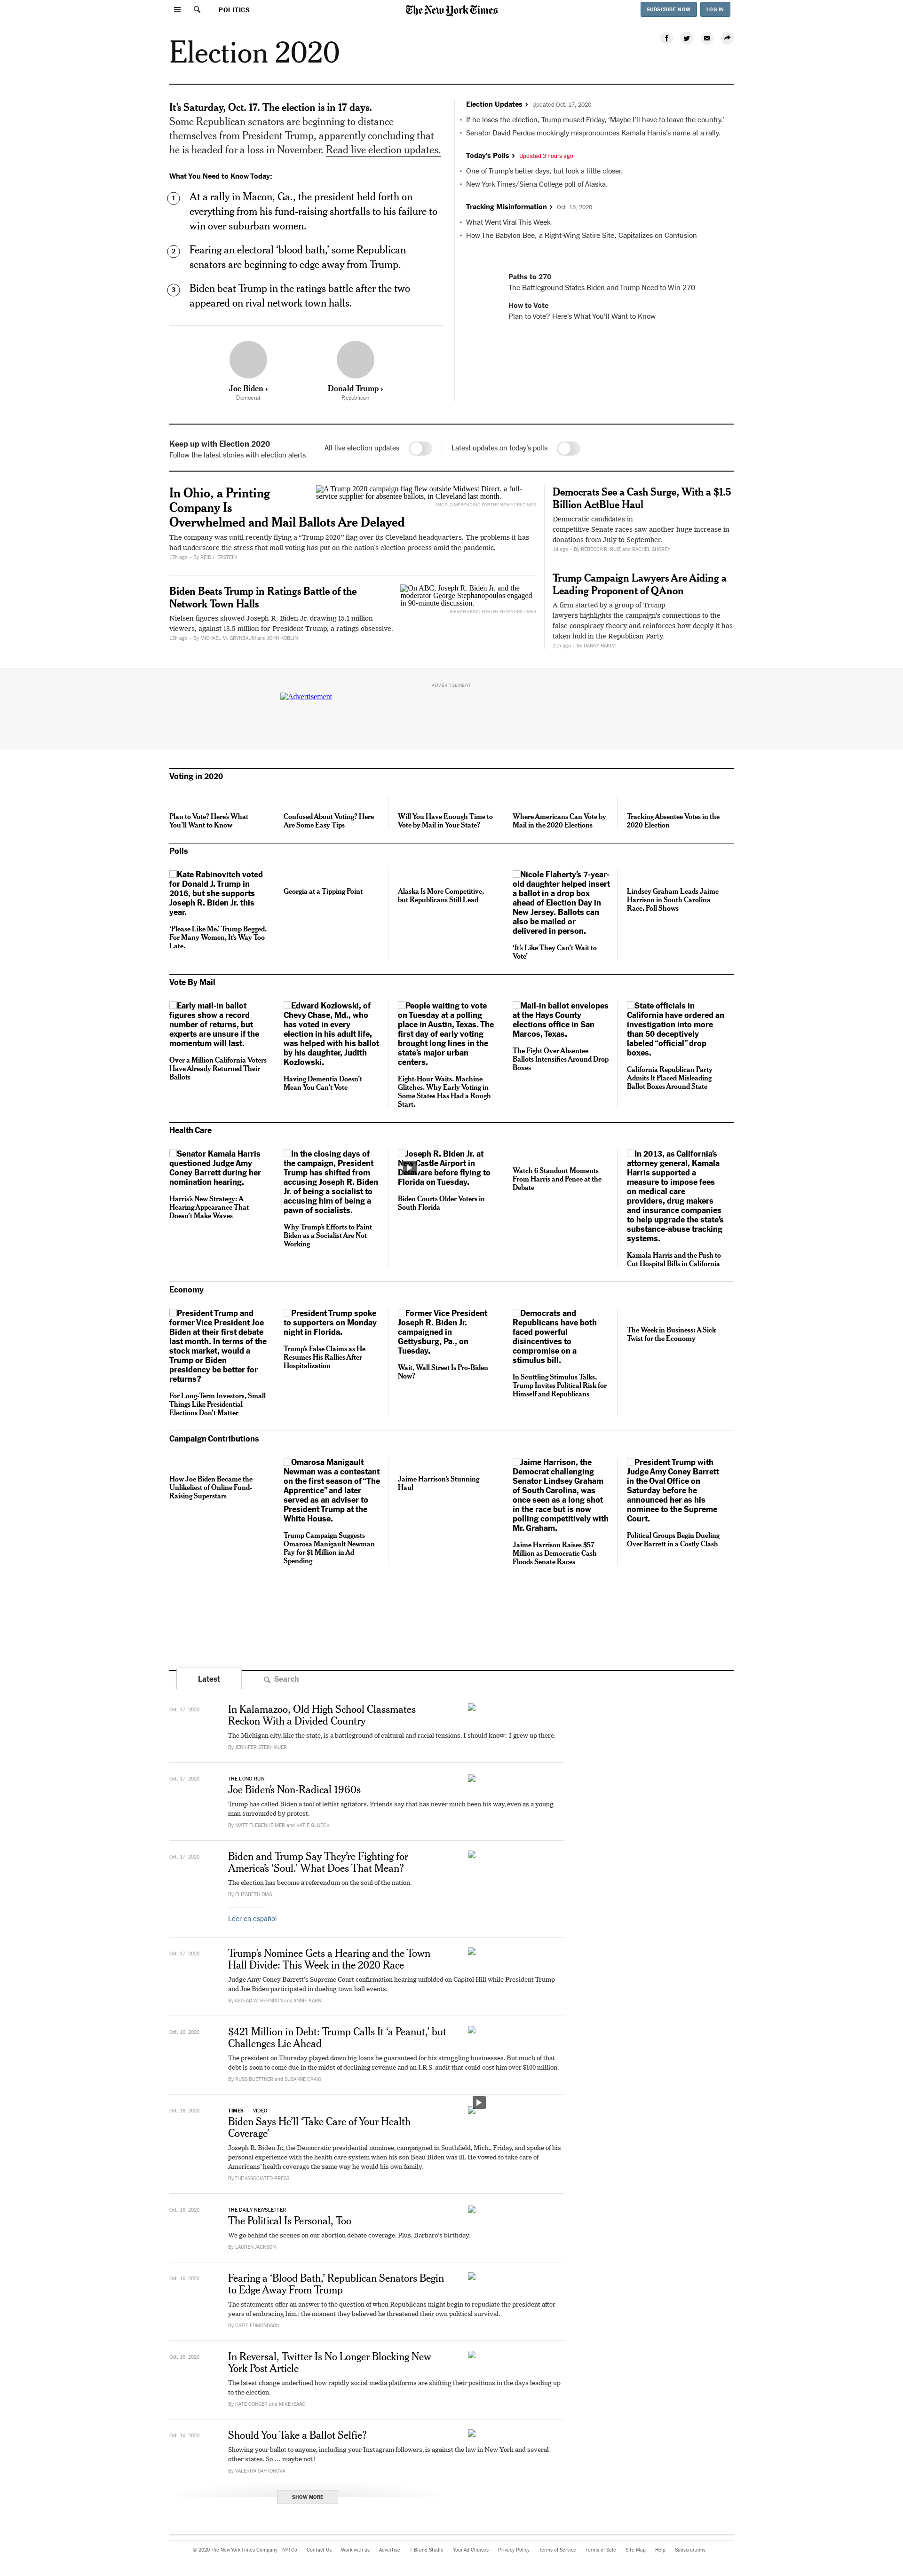 POLITICS
The New York Times
SUBSCRIBE NOW
LOG IN
Election 2020
It's Saturday, Oct. 17. The election is in 17 days.
Some Republican senators are beginning to distance
themselves from President Trump, apparently concluding that
he is headed for a loss in November. Read live election updates.
What You Need to Know Today:
1
At a rally in Macon, Ga., the president held forth on
everything from his fund-raising shortfalls to his failure to
win over suburban women.
2
Fearing an electoral 'blood bath,' some Republican
senators are beginning to edge away from Trump.
3
Biden beat Trump in the ratings battle after the two
appeared on rival network town halls.
Joe Biden ›
Democrat
Donald Trump ›
Republican
Election Updates › Updated Oct. 17, 2020
• If he loses the election, Trump mused Friday, 'Maybe I'll have to leave the country.'
• Senator David Perdue mockingly mispronounces Kamala Harris's name at a rally.
Today's Polls › Updated 3 hours ago
• One of Trump's better days, but look a little closer.
• New York Times/Siena College poll of Alaska.
Tracking Misinformation › Oct. 15, 2020
• What Went Viral This Week
• How The Babylon Bee, a Right-Wing Satire Site, Capitalizes on Confusion
Paths to 270
The Battleground States Biden and Trump Need to Win 270
How to Vote
Plan to Vote? Here's What You'll Want to Know
Keep up with Election 2020
Follow the latest stories with election alerts
All live election updates
Latest updates on today's polls
In Ohio, a Printing
Company Is
Overwhelmed and Mail Ballots Are Delayed
A Trump 2020 campaign flag flew outside Midwest Direct, a full-
service supplier for absentee ballots, in Cleveland last month.
ANGELO MERENDINO FOR THE NEW YORK TIMES
The company was until recently flying a "Trump 2020" flag over its Cleveland headquarters. The problems it has
had underscore the stress that mail voting has put on the nation's election process amid the pandemic.
17h ago – By REID J. EPSTEIN
Biden Beats Trump in Ratings Battle of the
Network Town Halls
On ABC, Joseph R. Biden Jr. and the
moderator George Stephanopoulos engaged
in 90-minute discussion.
JEENAH MOON FOR THE NEW YORK TIMES
Nielsen figures showed Joseph R. Biden Jr. drawing 15.1 million
viewers, against 13.5 million for President Trump, a ratings obsessive.
15h ago – By MICHAEL M. GRYNBAUM and JOHN KOBLIN
Democrats See a Cash Surge, With a $1.5
Billion ActBlue Haul
Democratic candidates in
competitive Senate races saw another huge increase in
donations from July to September.
1d ago – By REBECCA R. RUIZ and RACHEL SHOREY
Trump Campaign Lawyers Are Aiding a
Leading Proponent of QAnon
A firm started by a group of Trump
lawyers highlights the campaign's connections to the
false conspiracy theory and reinforces how deeply it has
taken hold in the Republican Party.
21h ago – By DANNY HAKIM
ADVERTISEMENT
Advertisement
Voting in 2020
Plan to Vote? Here's What
You'll Want to Know
Confused About Voting? Here
Are Some Easy Tips
Will You Have Enough Time to
Vote by Mail in Your State?
Where Americans Can Vote by
Mail in the 2020 Elections
Tracking Absentee Votes in the
2020 Election
Polls
Kate Rabinovitch voted
for Donald J. Trump in
2016, but she supports
Joseph R. Biden Jr. this
year.
'Please Like Me,' Trump Begged.
For Many Women, It's Way Too
Late.
Georgia at a Tipping Point
Alaska Is More Competitive,
but Republicans Still Lead
Nicole Flaherty's 7-year-
old daughter helped insert
a ballot in a drop box
ahead of Election Day in
New Jersey. Ballots can
also be mailed or
delivered in person.
'It's Like They Can't Wait to
Vote'
Lindsey Graham Leads Jaime
Harrison in South Carolina
Race, Poll Shows
Vote By Mail
Early mail-in ballot
figures show a record
number of returns, but
experts are unsure if the
momentum will last.
Over a Million California Voters
Have Already Returned Their
Ballots
Edward Kozlowski, of
Chevy Chase, Md., who
has voted in every
election in his adult life,
was helped with his ballot
by his daughter, Judith
Kozlowski.
Having Dementia Doesn't
Mean You Can't Vote
People waiting to vote
on Tuesday at a polling
place in Austin, Texas. The
first day of early voting
brought long lines in the
state's major urban
centers.
Eight-Hour Waits. Machine
Glitches. Why Early Voting in
Some States Has Had a Rough
Start.
Mail-in ballot envelopes
at the Hays County
elections office in San
Marcos, Texas.
The Fight Over Absentee
Ballots Intensifies Around Drop
Boxes
State officials in
California have ordered an
investigation into more
than 50 deceptively
labeled "official" drop
boxes.
California Republican Party
Admits It Placed Misleading
Ballot Boxes Around State
Health Care
Senator Kamala Harris
questioned Judge Amy
Coney Barrett during her
nomination hearing.
Harris's New Strategy: A
Hearing Appearance That
Doesn't Make Waves
In the closing days of
the campaign, President
Trump has shifted from
accusing Joseph R. Biden
Jr. of being a socialist to
accusing him of being a
pawn of socialists.
Why Trump's Efforts to Paint
Biden as a Socialist Are Not
Working
Joseph R. Biden Jr. at
New Castle Airport in
Delaware before flying to
Florida on Tuesday.
Biden Courts Older Voters in
South Florida
Watch 6 Standout Moments
From Harris and Pence at the
Debate
In 2013, as California's
attorney general, Kamala
Harris supported a
measure to impose fees
on medical care
providers, drug makers
and insurance companies
to help upgrade the state's
substance-abuse tracking
systems.
Kamala Harris and the Push to
Cut Hospital Bills in California
Economy
President Trump and
former Vice President Joe
Biden at their first debate
last month. In terms of the
stock market, would a
Trump or Biden
presidency be better for
returns?
For Long-Term Investors, Small
Things Like Presidential
Elections Don't Matter
President Trump spoke
to supporters on Monday
night in Florida.
Trump's False Claims as He
Resumes His Rallies After
Hospitalization
Former Vice President
Joseph R. Biden Jr.
campaigned in
Gettysburg, Pa., on
Tuesday.
Wait, Wall Street Is Pro-Biden
Now?
Democrats and
Republicans have both
faced powerful
disincentives to
compromise on a
stimulus bill.
In Scuttling Stimulus Talks,
Trump Invites Political Risk for
Himself and Republicans
The Week in Business: A Sick
Twist for the Economy
Campaign Contributions
How Joe Biden Became the
Unlikeliest of Online Fund-
Raising Superstars
Omarosa Manigault
Newman was a contestant
on the first season of "The
Apprentice" and later
served as an adviser to
President Trump at the
White House.
Trump Campaign Suggests
Omarosa Manigault Newman
Pay for $1 Million in Ad
Spending
Jaime Harrison's Stunning
Haul
Jaime Harrison, the
Democrat challenging
Senator Lindsey Graham
of South Carolina, was
once seen as a long shot
in the race but is now
polling competitively with
Mr. Graham.
Jaime Harrison Raises $57
Million as Democratic Cash
Floods Senate Races
President Trump with
Judge Amy Coney Barrett
in the Oval Office on
Saturday before he
announced her as his
nominee to the Supreme
Court.
Political Groups Begin Dueling
Over Barrett in a Costly Clash
Latest
Search
Oct. 17, 2020
In Kalamazoo, Old High School Classmates
Reckon With a Divided Country
The Michigan city, like the state, is a battleground of cultural and racial tensions. I should know: I grew up there.
By JENNIFER STEINHAUER
Oct. 17, 2020
THE LONG RUN
Joe Biden's Non-Radical 1960s
Trump has called Biden a tool of leftist agitators. Friends say that has never much been his way, even as a young
man surrounded by protest.
By MATT FLEGENHEIMER and KATIE GLUECK
Oct. 17, 2020
Biden and Trump Say They're Fighting for
America's 'Soul.' What Does That Mean?
The election has become a referendum on the soul of the nation.
By ELIZABETH DIAS
Leer en español
Oct. 17, 2020
Trump's Nominee Gets a Hearing and the Town
Hall Divide: This Week in the 2020 Race
Judge Amy Coney Barrett's Supreme Court confirmation hearing unfolded on Capitol Hill while President Trump
and Joe Biden participated in dueling town hall events.
By ASTEAD W. HERNDON and ANNIE KARNI
Oct. 16, 2020
$421 Million in Debt: Trump Calls It 'a Peanut,' but
Challenges Lie Ahead
The president on Thursday played down big loans he guaranteed for his struggling businesses. But much of that
debt is soon to come due in the midst of declining revenue and an I.R.S. audit that could cost him over $100 million.
By RUSS BUETTNER and SUSANNE CRAIG
Oct. 16, 2020
TIMES | VIDEO
Biden Says He'll 'Take Care of Your Health
Coverage'
Joseph R. Biden Jr., the Democratic presidential nominee, campaigned in Southfield, Mich., Friday, and spoke of his
personal experience with the health care system when his son Beau Biden was ill. He vowed to take care of
Americans' health coverage the same way he would his own family.
By THE ASSOCIATED PRESS
Oct. 16, 2020
THE DAILY NEWSLETTER
The Political Is Personal, Too
We go behind the scenes on our abortion debate coverage. Plus, Barbaro's birthday.
By LAUREN JACKSON
Oct. 16, 2020
Fearing a 'Blood Bath,' Republican Senators Begin
to Edge Away From Trump
The statements offer an answer to the question of when Republicans might begin to repudiate the president after
years of embracing him: the moment they believed he threatened their own political survival.
By CATIE EDMONDSON
Oct. 16, 2020
In Reversal, Twitter Is No Longer Blocking New
York Post Article
The latest change underlined how rapidly social media platforms are shifting their positions in the days leading up
to the election.
By KATE CONGER and MIKE ISAAC
Oct. 16, 2020
Should You Take a Ballot Selfie?
Showing your ballot to anyone, including your Instagram followers, is against the law in New York and several
other states. So … maybe not!
By VALERIYA SAFRONOVA
SHOW MORE
© 2020 The New York Times Company NYTCo Contact Us Work with us Advertise T Brand Studio Your Ad Choices Privacy Policy Terms of Service Terms of Sale Site Map Help Subscriptions